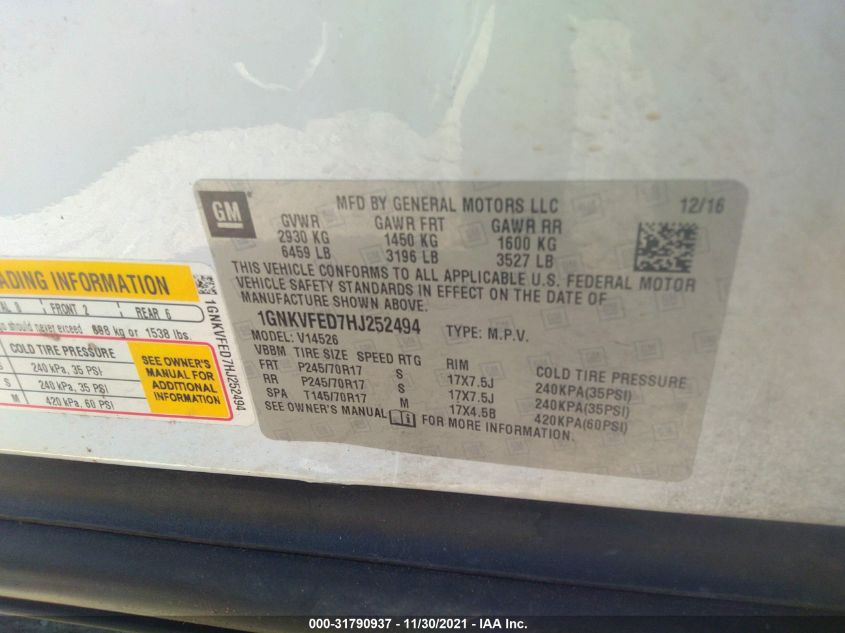 GM
MFD BY GENERAL MOTORS LLC 12/16
GVWR GAWR FRT GAWR RR
2930 KG 1450 KG 1600 KG
6459 LB 3196 LB 3527 LB
THIS VEHICLE CONFORMS TO ALL APPLICABLE U.S. FEDERAL MOTOR
VEHICLE SAFETY STANDARDS IN EFFECT ON THE DATE OF
MANUFACTURE SHOWN ABOVE.
1GNKVFED7HJ252494 TYPE: M.P.V.
MODEL: V14526
VBBM TIRE SIZE SPEED RTG RIM COLD TIRE PRESSURE
FRT P245/70R17 S 17X7.5J 240KPA(35PSI)
RR P245/70R17 S 17X7.5J 240KPA(35PSI)
SPA T145/70R17 M 17X4.5B 420KPA(60PSI)
SEE OWNER'S MANUAL FOR MORE INFORMATION.
ADING INFORMATION
FRONT 2 REAR 6
should never exceed kg or 1538 lbs.
COLD TIRE PRESSURE
240 kPa, 35 PSI
S 240 kPa, 35 PSI
M 420 kPa, 60 PSI
SEE OWNER'S
MANUAL FOR
ADDITIONAL
INFORMATION
1GNKVFED7HJ252494
000-31790937 - 11/30/2021 - IAA Inc.